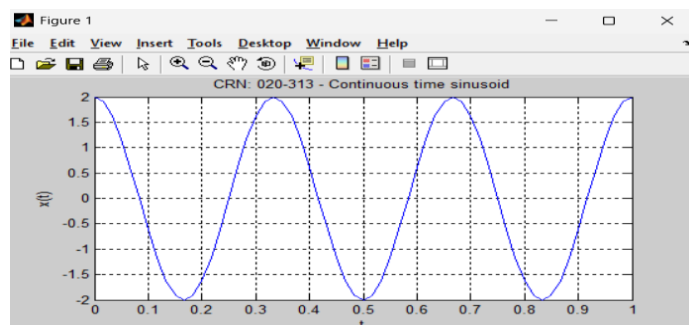 Figure 1
File Edit View Insert Tools Desktop Window Help
CRN: 020-313 - Continuous time sinusoid
2
1.5
1
0.5
0
-0.5
-1
-1.5
-2
x(t)
0 0.1 0.2 0.3 0.4 0.5 0.6 0.7 0.8 0.9 1